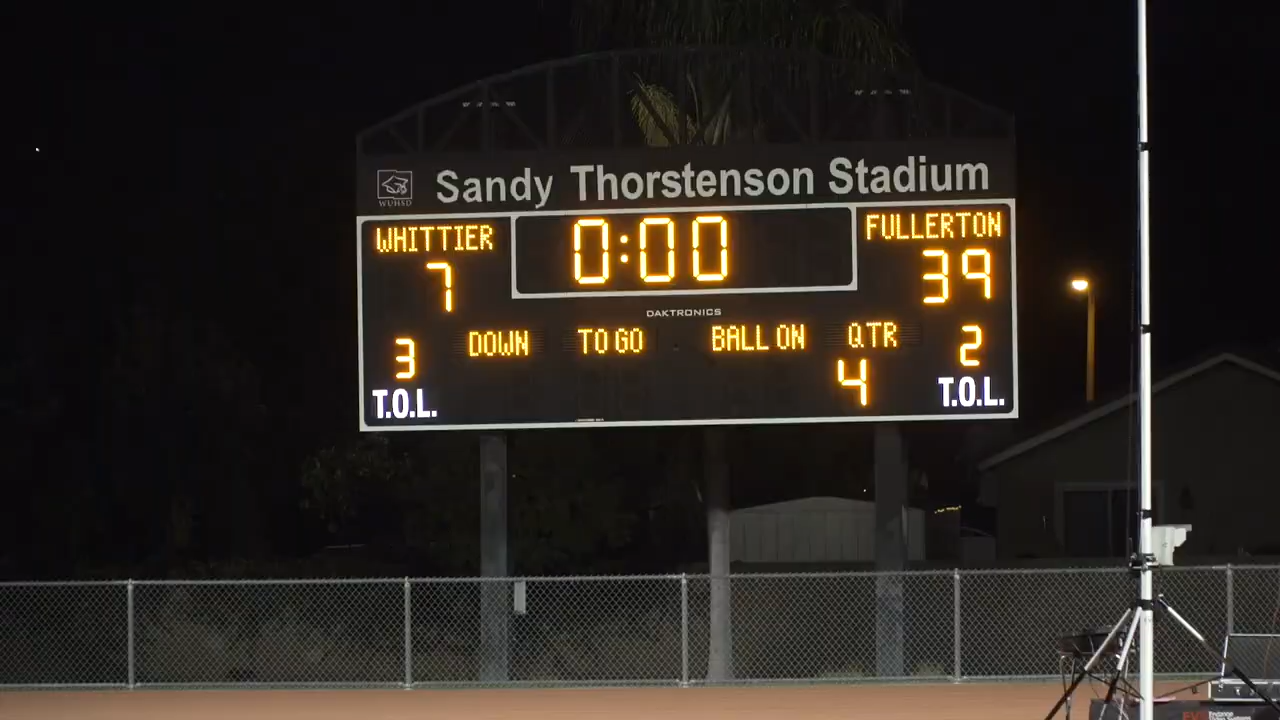 Sandy Thorstenson Stadium
WUHSD
WHITTIER
0:00
FULLERTON
7
39
DAKTRONICS
DOWN
TO GO
BALL ON
QTR
3
4
2
T.O.L.
T.O.L.